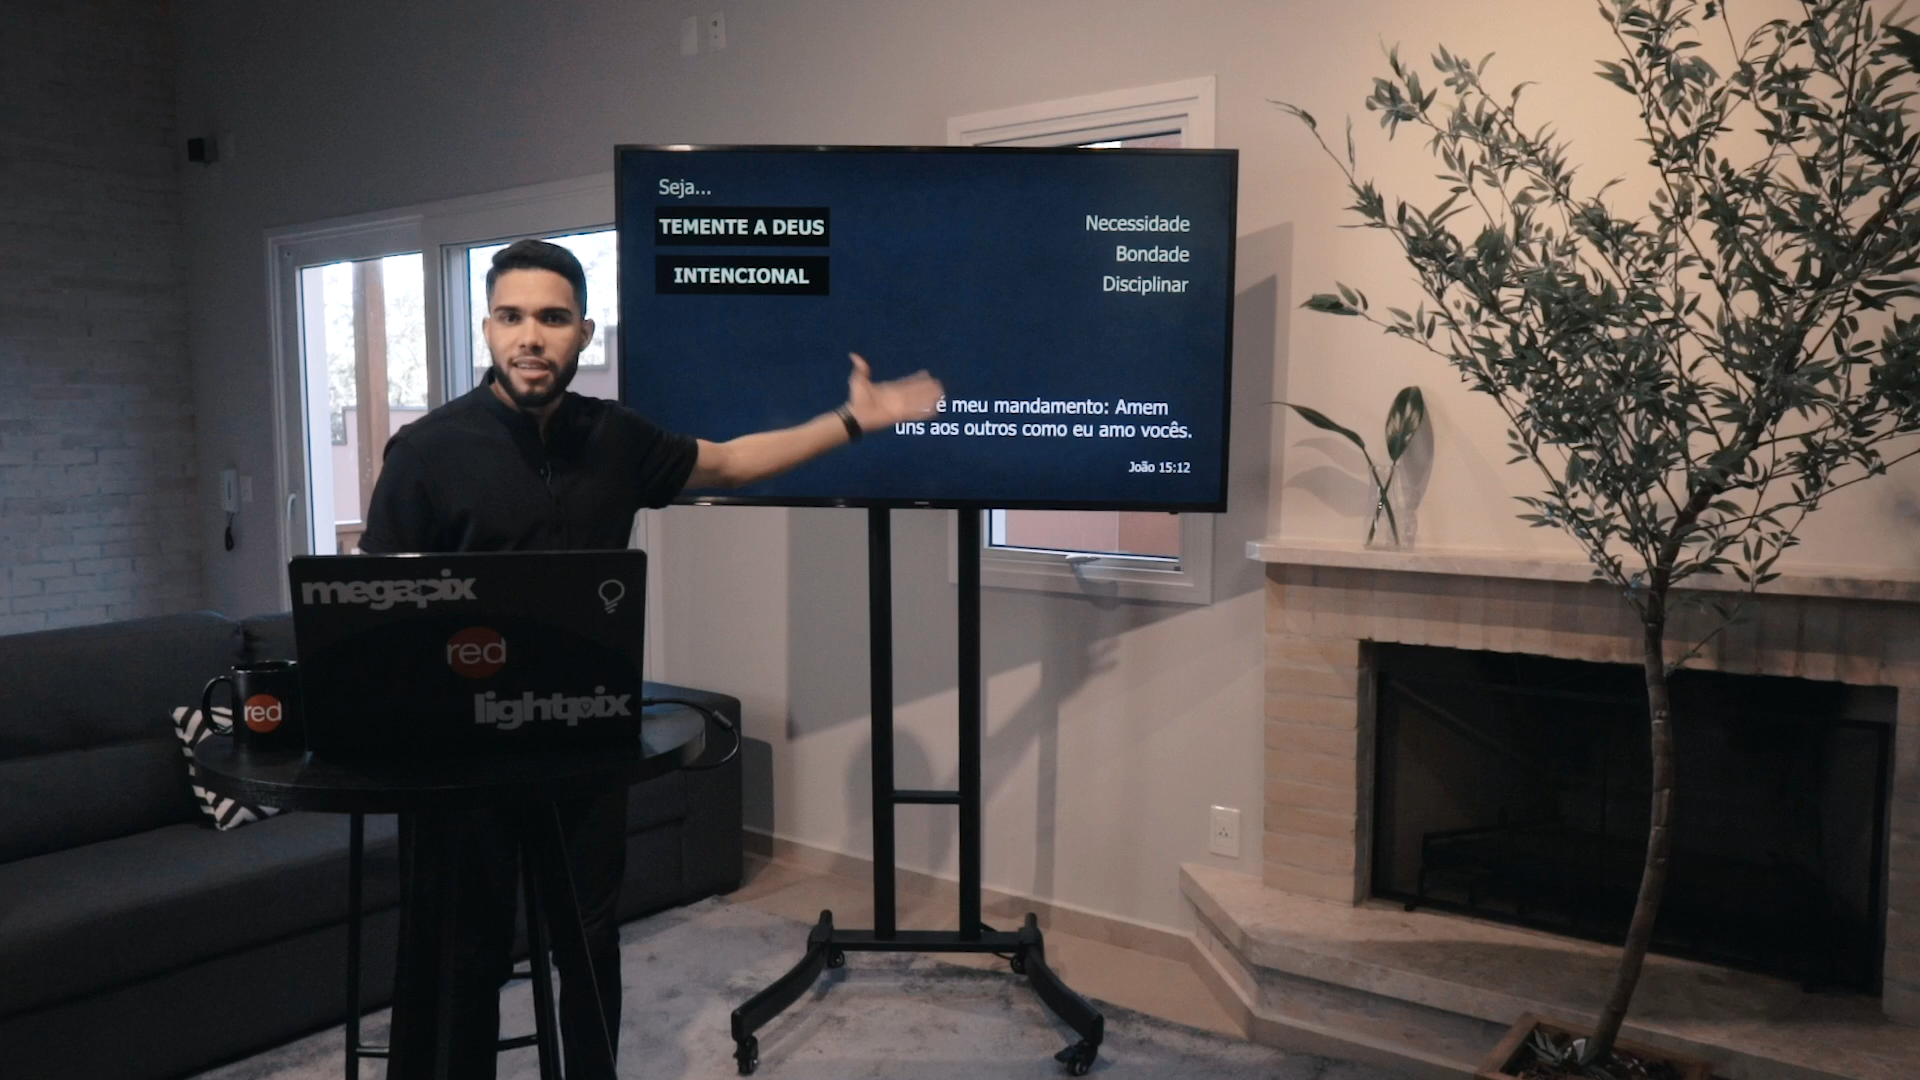 Seja...
TEMENTE A DEUS
INTENCIONAL
Necessidade
Bondade
Disciplinar
é meu mandamento: Amem
uns aos outros como eu amo vocês.
João 15:12
megapix
red
lightpix
red